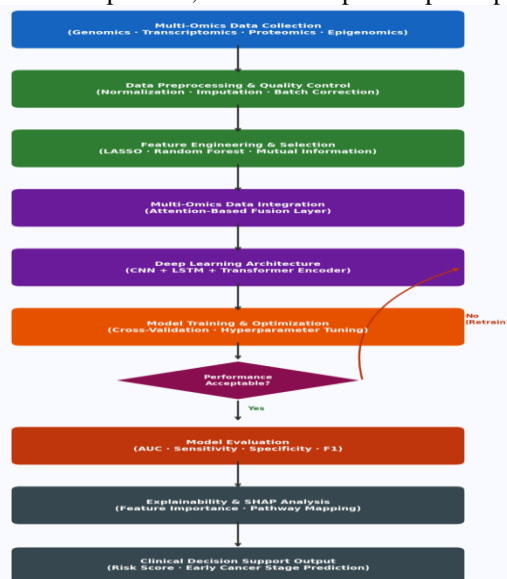 Multi-Omics Data Collection
(Genomics · Transcriptomics · Proteomics · Epigenomics)
Data Preprocessing & Quality Control
(Normalization · Imputation · Batch Correction)
Feature Engineering & Selection
(LASSO · Random Forest · Mutual Information)
Multi-Omics Data Integration
(Attention-Based Fusion Layer)
Deep Learning Architecture
(CNN + LSTM + Transformer Encoder)
No
(Retrain)
Model Training & Optimization
(Cross-Validation · Hyperparameter Tuning)
Performance
Acceptable?
Yes
Model Evaluation
(AUC · Sensitivity · Specificity · F1)
Explainability & SHAP Analysis
(Feature Importance · Pathway Mapping)
Clinical Decision Support Output
(Risk Score · Early Cancer Stage Prediction)